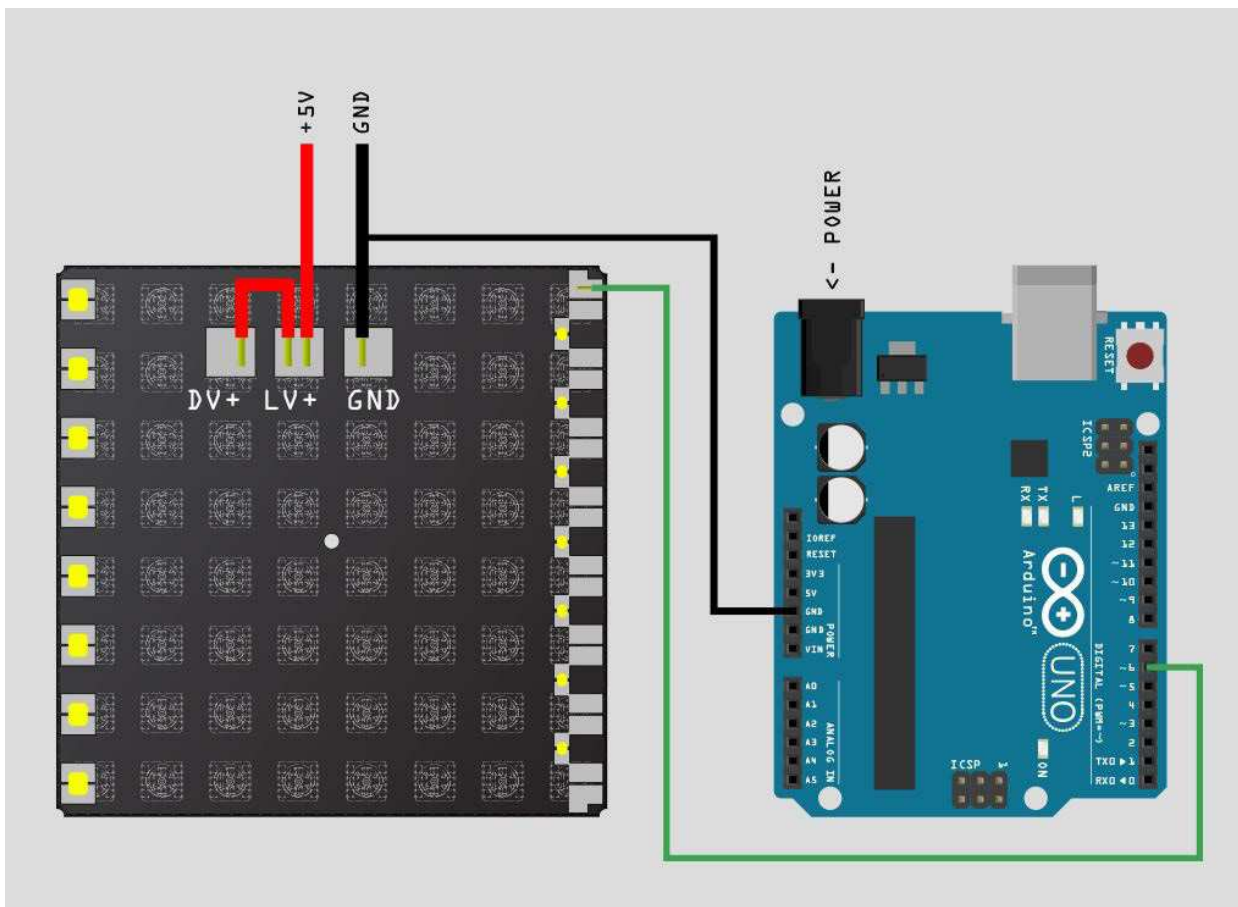 +5V
GND
<- POWER
DV+ LV+ GND
RESET
ICSP2
AREF
GND
13
12
~11
~10
~9
8
7
~6
~5
4
~3
2
TX0 ▶ 1
RX0 ◀ 0
DIGITAL (PWM=~)
RX
TX
L
Arduino™
UNO
ON
ICSP
1
IOREF
RESET
3V3
5V
GND
GND
VIN
POWER
A0
A1
A2
A3
A4
A5
ANALOG IN